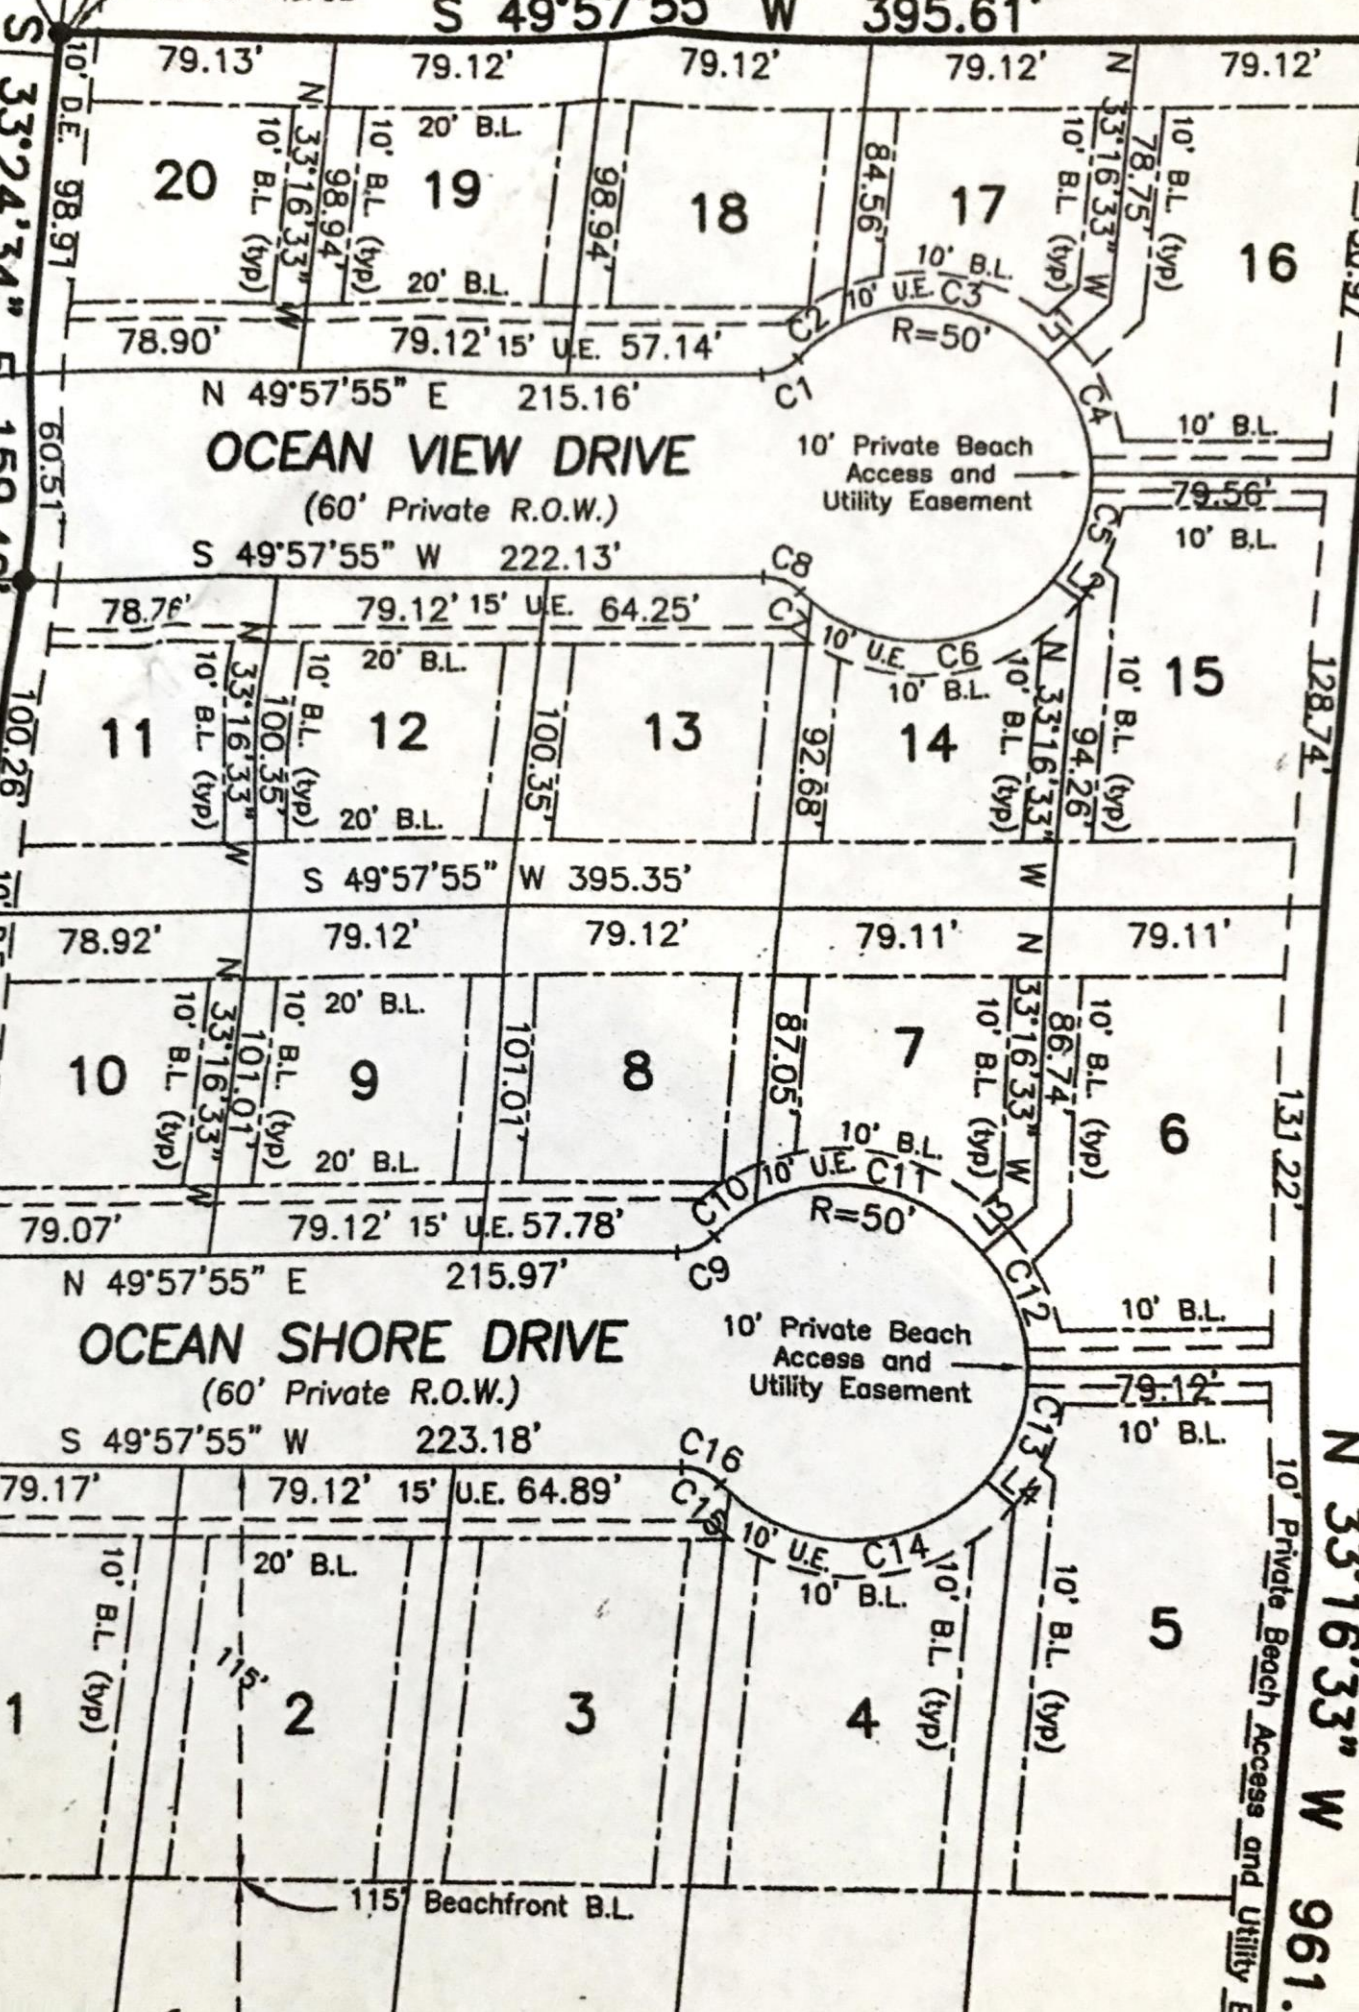 S 49°57'55" W 395.61'
79.13' 79.12' 79.12' 79.12' 79.12'
10' D.E. 98.91
S 33°24'34" E 159.
20
10' B.L. (typ)
N 33°16'33" W
98.94'
10' B.L. (typ)
20' B.L.
19
20' B.L.
98.94'
18
84.56'
17
10' B.L.
10' U.E. C3
10' B.L. (typ)
N 33°16'33" W
78.75'
10' B.L. (typ)
16
78.90' 79.12' 15' U.E. 57.14'
C2
C1
R=50'
C4
N 49°57'55" E 215.16'
60.51'
OCEAN VIEW DRIVE
(60' Private R.O.W.)
10' Private Beach
Access and
Utility Easement
10' B.L.
79.56'
10' B.L.
C5
S 49°57'55" W 222.13'
C8
C7
78.76' 79.12' 15' U.E. 64.25'
10' U.E. C6
10' B.L.
100.26'
11
10' B.L. (typ)
N 33°16'33" W
100.35'
10' B.L. (typ)
20' B.L.
12
20' B.L.
100.35'
13
92.68'
14
10' B.L. (typ)
N 33°16'33" W
94.26'
10' B.L. (typ)
15
128.74'
S 49°57'55" W 395.35'
78.92' 79.12' 79.12' 79.11' 79.11'
10
10' B.L. (typ)
N 33°16'33" W
101.01'
10' B.L. (typ)
20' B.L.
9
20' B.L.
101.01'
8
87.05'
7
10' B.L.
10' U.E. C11
10' B.L. (typ)
N 33°16'33" W
86.74'
10' B.L. (typ)
6
131.22'
79.07' 79.12' 15' U.E. 57.78'
C10
C9
R=50'
L3
C12
N 49°57'55" E 215.97'
OCEAN SHORE DRIVE
(60' Private R.O.W.)
10' Private Beach
Access and
Utility Easement
10' B.L.
79.12'
10' B.L.
C13
L4
S 49°57'55" W 223.18'
C16
C15
79.17' 79.12' 15' U.E. 64.89'
10' U.E. C14
10' B.L.
1
10' B.L. (typ)
20' B.L.
115'
2
3
4
10' B.L. (typ)
10' B.L. (typ)
5
10' Private Beach Access and Utility
N 33°16'33" W 961.
115' Beachfront B.L.